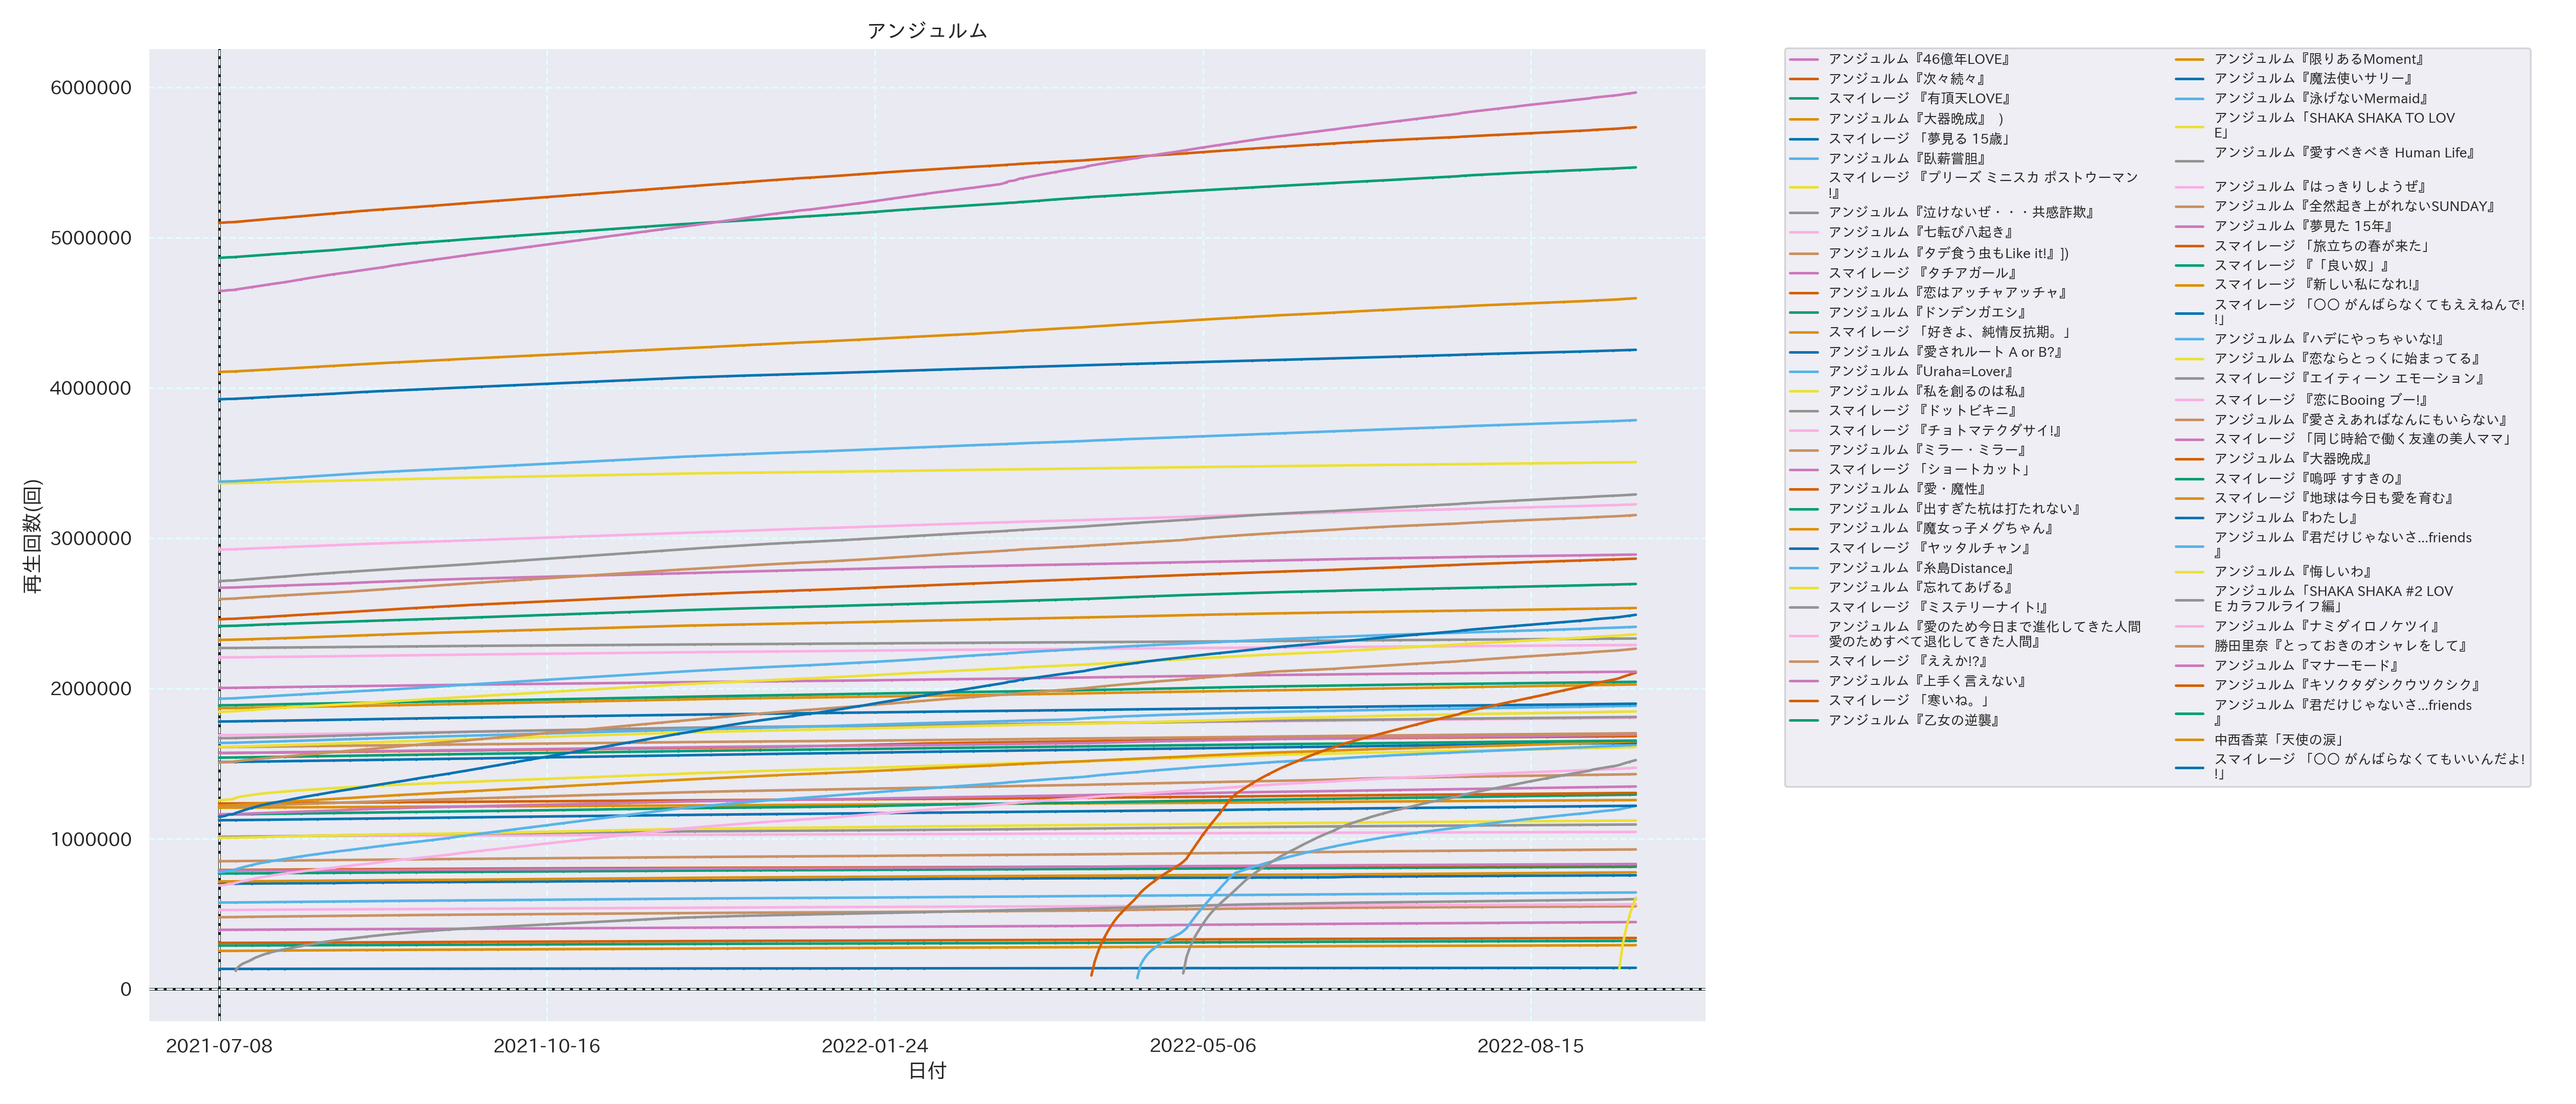 アンジュルム
再生回数(回)
6000000
5000000
4000000
3000000
2000000
1000000
0
2021-07-08
2021-10-16
2022-01-24
2022-05-06
2022-08-15
日付
アンジュルム『46億年LOVE』
アンジュルム『次々続々』
スマイレージ 『有頂天LOVE』
アンジュルム『大器晩成』 )
スマイレージ 「夢見る 15歳」
アンジュルム『臥薪嘗胆』
スマイレージ 『プリーズ ミニスカ ポストウーマン
!』
アンジュルム『泣けないぜ・・・共感詐欺』
アンジュルム『七転び八起き』
アンジュルム『タデ食う虫もLike it!』])
スマイレージ 『タチアガール』
アンジュルム『恋はアッチャアッチャ』
アンジュルム『ドンデンガエシ』
スマイレージ 「好きよ、純情反抗期。」
アンジュルム『愛されルート A or B?』
アンジュルム『Uraha=Lover』
アンジュルム『私を創るのは私』
スマイレージ 『ドットビキニ』
スマイレージ 『チョトマテクダサイ!』
アンジュルム『ミラー・ミラー』
スマイレージ 「ショートカット」
アンジュルム『愛・魔性』
アンジュルム『出すぎた杭は打たれない』
アンジュルム『魔女っ子メグちゃん』
スマイレージ 『ヤッタルチャン』
アンジュルム『糸島Distance』
アンジュルム『忘れてあげる』
スマイレージ 『ミステリーナイト!』
アンジュルム『愛のため今日まで進化してきた人間
愛のためすべて退化してきた人間』
スマイレージ 『ええか!?』
アンジュルム『上手く言えない』
スマイレージ 「寒いね。」
アンジュルム『乙女の逆襲』
アンジュルム『限りあるMoment』
アンジュルム『魔法使いサリー』
アンジュルム『泳げないMermaid』
アンジュルム「SHAKA SHAKA TO LOV
E」
アンジュルム『愛すべきべき Human Life』
アンジュルム『はっきりしようぜ』
アンジュルム『全然起き上がれないSUNDAY』
アンジュルム『夢見た 15年』
スマイレージ 「旅立ちの春が来た」
スマイレージ 『「良い奴」』
スマイレージ 『新しい私になれ!』
スマイレージ 「〇〇 がんばらなくてもええねんで!
!」
アンジュルム『ハデにやっちゃいな!』
アンジュルム『恋ならとっくに始まってる』
スマイレージ『エイティーン エモーション』
スマイレージ 『恋にBooing ブー!』
アンジュルム『愛さえあればなんにもいらない』
スマイレージ 「同じ時給で働く友達の美人ママ」
アンジュルム『大器晩成』
スマイレージ『嗚呼 すすきの』
スマイレージ『地球は今日も愛を育む』
アンジュルム『わたし』
アンジュルム『君だけじゃないさ...friends
』
アンジュルム『悔しいわ』
アンジュルム「SHAKA SHAKA #2 LOV
E カラフルライフ編」
アンジュルム『ナミダイロノケツイ』
勝田里奈『とっておきのオシャレをして』
アンジュルム『マナーモード』
アンジュルム『キソクタダシクウツクシク』
アンジュルム『君だけじゃないさ...friends
』
中西香菜「天使の涙」
スマイレージ 「〇〇 がんばらなくてもいいんだよ!
!」